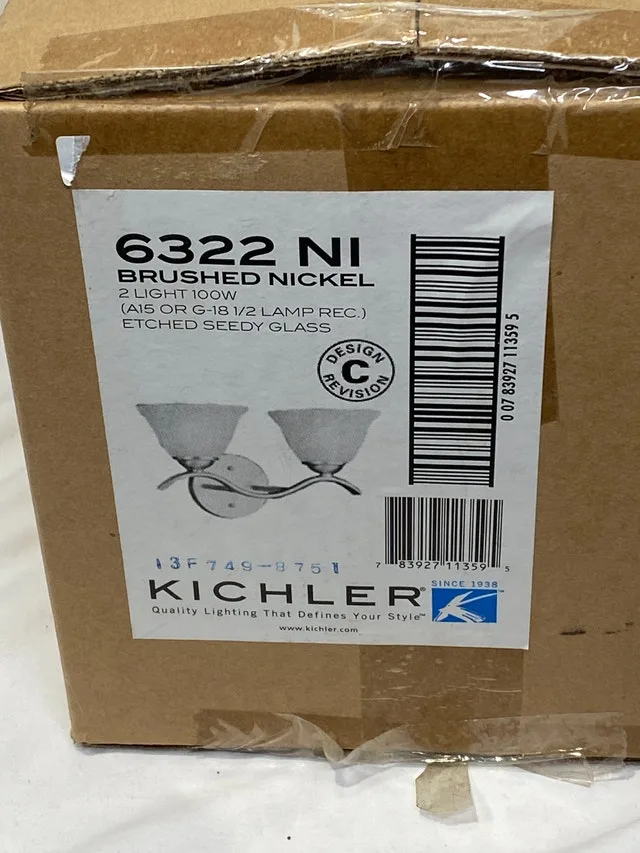 6322 NI
BRUSHED NICKEL
2 LIGHT 100W
(A15 OR G-18 1/2 LAMP REC.)
ETCHED SEEDY GLASS
DESIGN
C
REVISION
0 07 83927 11359 5
7 83927 11359 5
13F749-8751
KICHLER®
SINCE 1938
Quality Lighting That Defines Your Style™
www.kichler.com